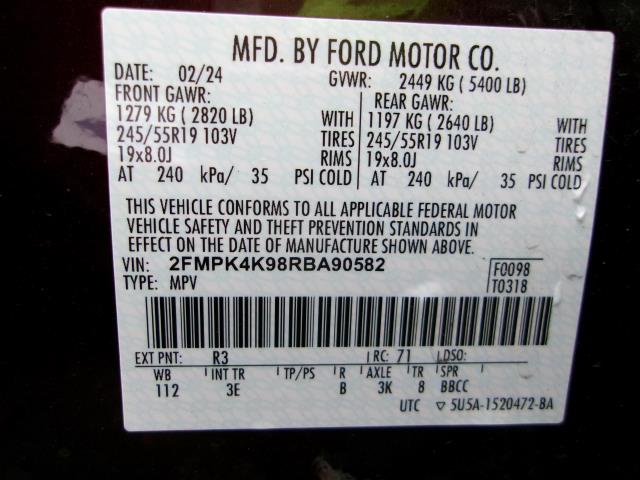 MFD. BY FORD MOTOR CO.
DATE: 02/24 GVWR: 2449 KG ( 5400 LB)
FRONT GAWR: REAR GAWR:
1279 KG ( 2820 LB) WITH 1197 KG ( 2640 LB) WITH
245/55R19 103V TIRES 245/55R19 103V TIRES
19x8.0J RIMS 19x8.0J RIMS
AT 240 kPa/ 35 PSI COLD AT 240 kPa/ 35 PSI COLD
THIS VEHICLE CONFORMS TO ALL APPLICABLE FEDERAL MOTOR
VEHICLE SAFETY AND THEFT PREVENTION STANDARDS IN
EFFECT ON THE DATE OF MANUFACTURE SHOWN ABOVE.
VIN: 2FMPK4K98RBA90582 F0098
TYPE: MPV T0318
EXT PNT: R3 RC: 71 LDSO:
WB INT TR TP/PS R AXLE TR SPR
112 3E B 3K 8 BBCC
UTC ▽ 5U5A-1520472-BA